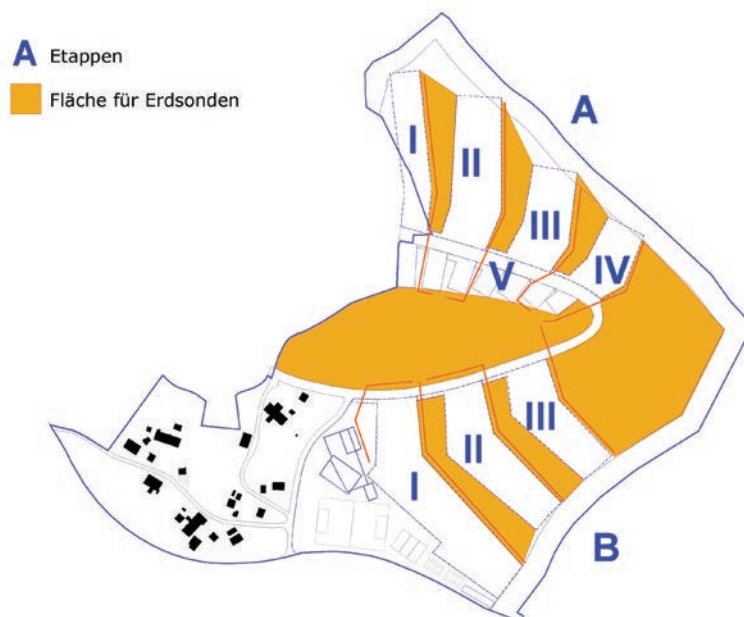 A Etappen
Fläche für Erdsonden
A
I
II
III
IV
V
III
II
I
B